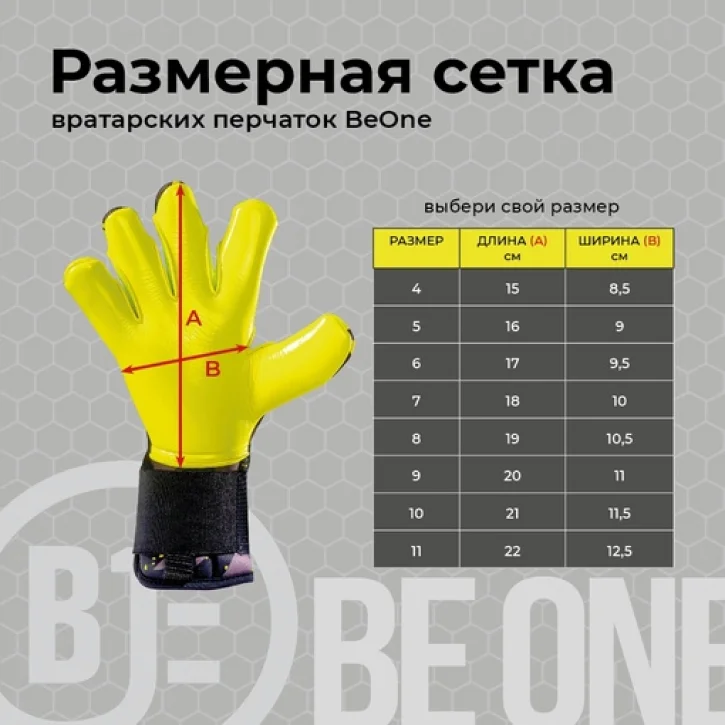 Размерная сетка
вратарских перчаток BeOne
выбери свой размер
РАЗМЕР ДЛИНА (A) см ШИРИНА (B) см
4 15 8,5
5 16 9
6 17 9,5
7 18 10
8 19 10,5
9 20 11
10 21 11,5
11 22 12,5
A
B
B1E
BE ONE